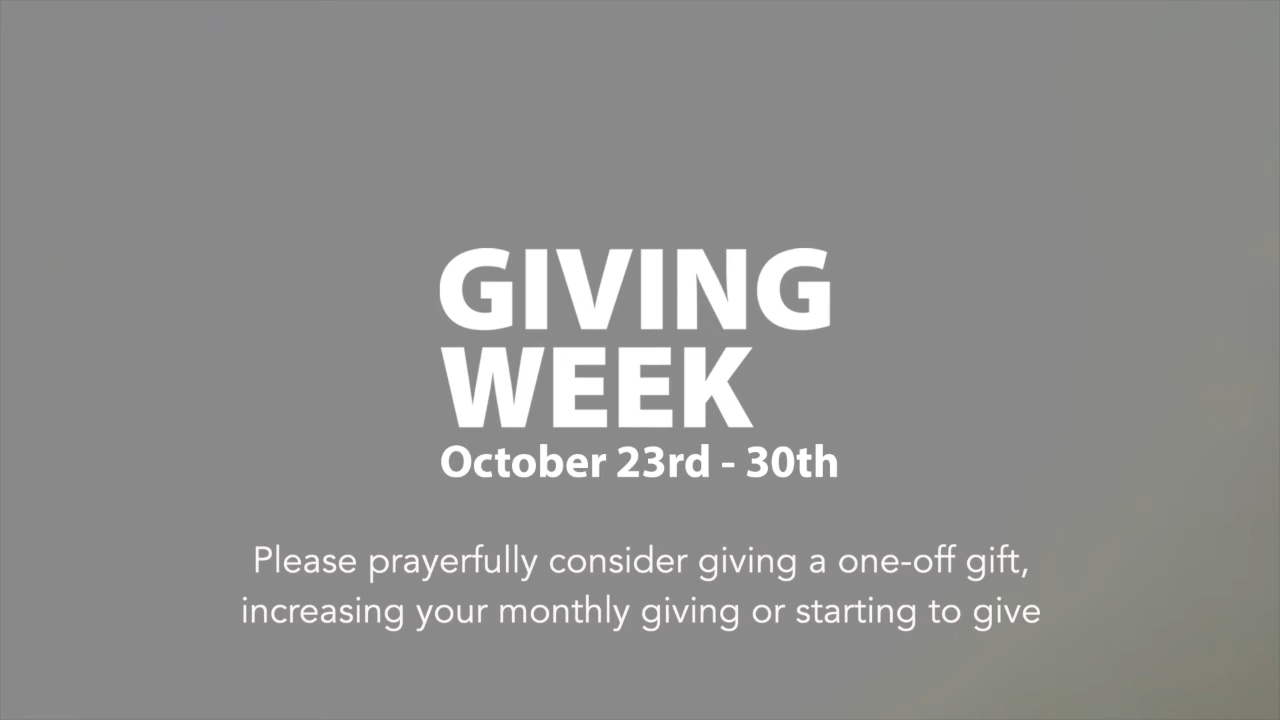 GIVING
WEEK
October 23rd - 30th
Please prayerfully consider giving a one-off gift,
increasing your monthly giving or starting to give